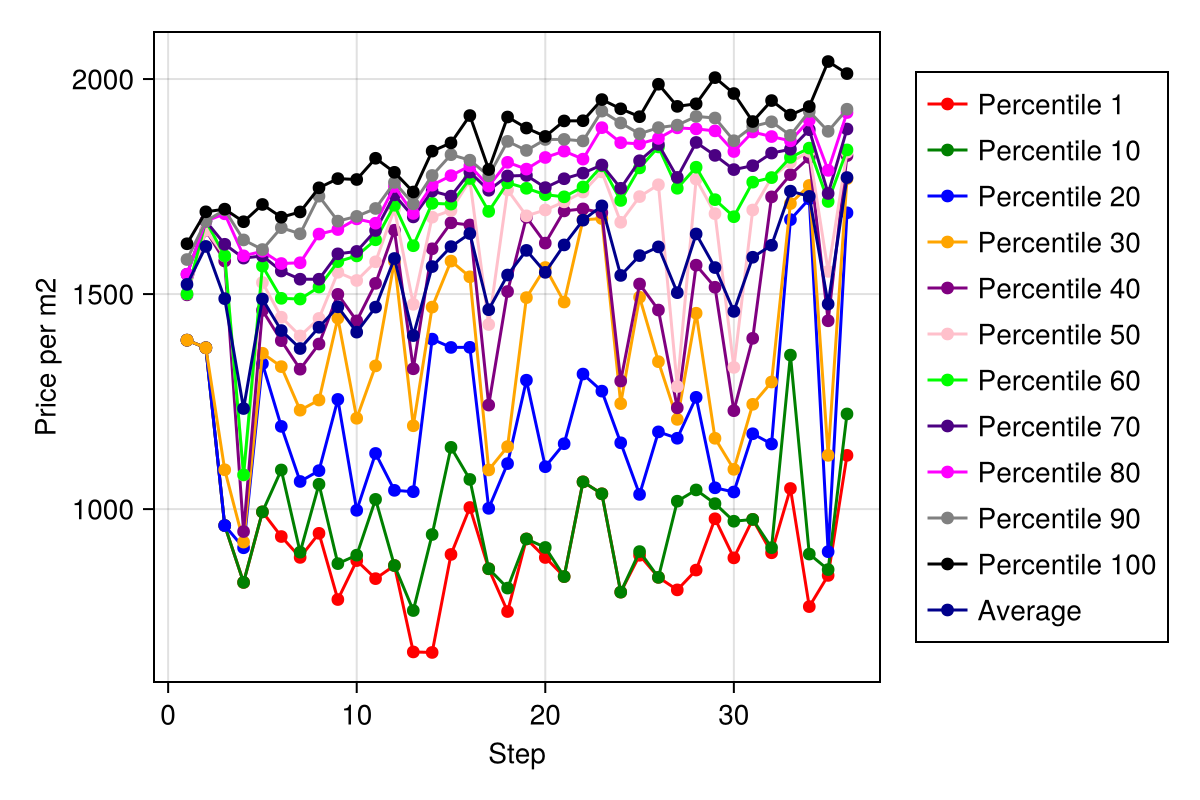 2000
1500
1000
Price per m2
0 10 20 30
Step
Percentile 1
Percentile 10
Percentile 20
Percentile 30
Percentile 40
Percentile 50
Percentile 60
Percentile 70
Percentile 80
Percentile 90
Percentile 100
Average